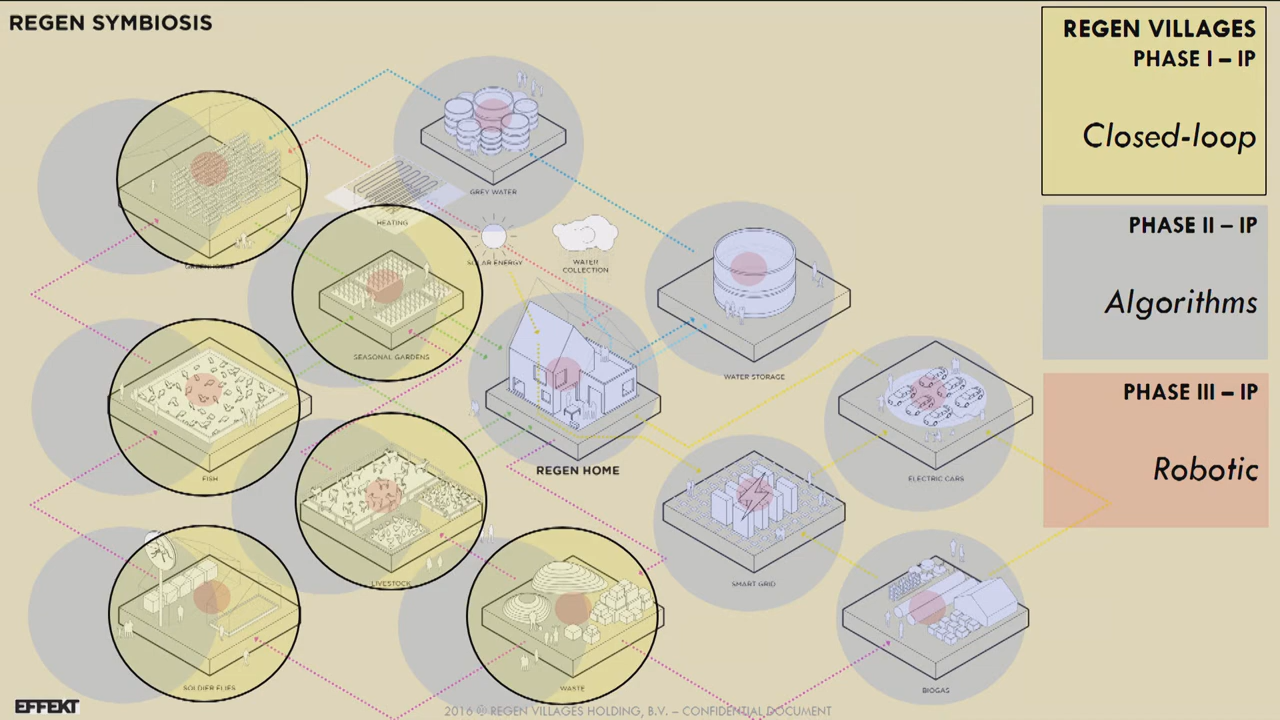 REGEN SYMBIOSIS
REGEN VILLAGES
PHASE I – IP
Closed-loop
PHASE II – IP
Algorithms
PHASE III – IP
Robotic
GREY WATER
HEATING
GREENHOUSE
SOLAR ENERGY
WATER
COLLECTION
SEASONAL GARDENS
WATER STORAGE
REGEN HOME
FISH
ELECTRIC CARS
LIVESTOCK
SMART GRID
SOLDIER FLIES
WASTE
BIOGAS
EFFEKT
2016 © REGEN VILLAGES HOLDING, B.V. – CONFIDENTIAL DOCUMENT